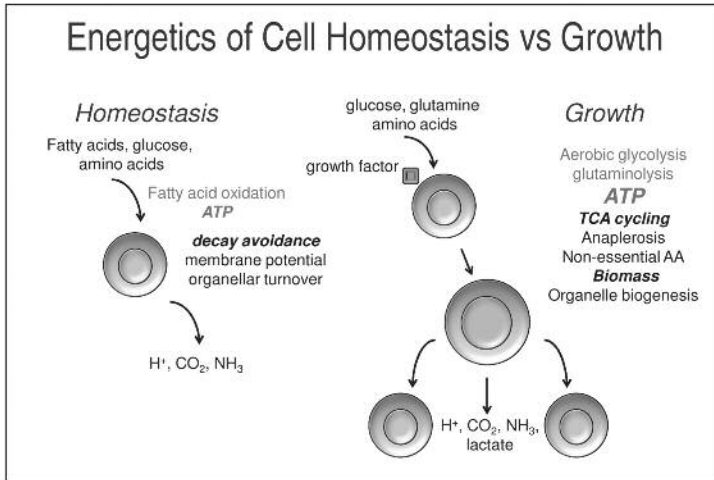 Energetics of Cell Homeostasis vs Growth
Homeostasis
Fatty acids, glucose,
amino acids
Fatty acid oxidation
ATP
decay avoidance
membrane potential
organellar turnover
H⁺, CO₂, NH₃
glucose, glutamine
amino acids
growth factor
Growth
Aerobic glycolysis
glutaminolysis
ATP
TCA cycling
Anaplerosis
Non-essential AA
Biomass
Organelle biogenesis
H⁺, CO₂, NH₃,
lactate